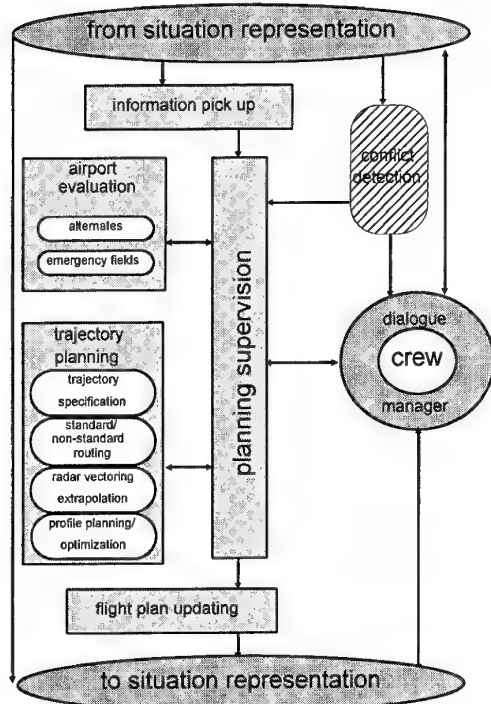 from situation representation
information pick up
conflict
detection
airport
evaluation
alternates
emergency fields
planning supervision
dialogue
crew
manager
trajectory
planning
trajectory
specification
standard/
non-standard
routing
radar vectoring
extrapolation
profile planning/
optimization
flight plan updating
to situation representation